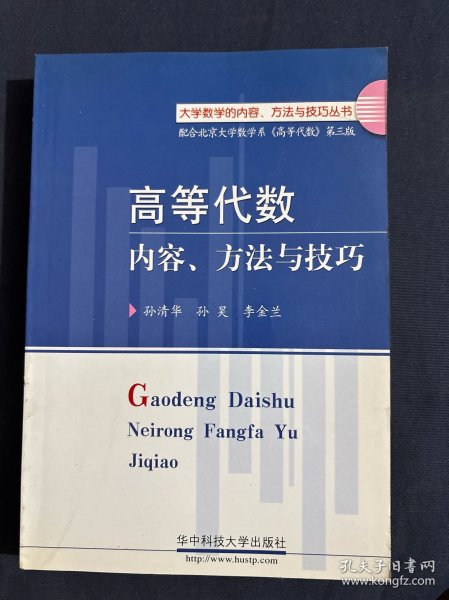 大学数学的内容、方法与技巧丛书
配合北京大学数学系《高等代数》第三版
高等代数
内容、方法与技巧
孙清华 孙昊 李金兰
Gaodeng Daishu
Neirong Fangfa Yu
Jiqiao
华中科技大学出版社
http://www.hustp.com
孔夫子旧书网
kongfz.com